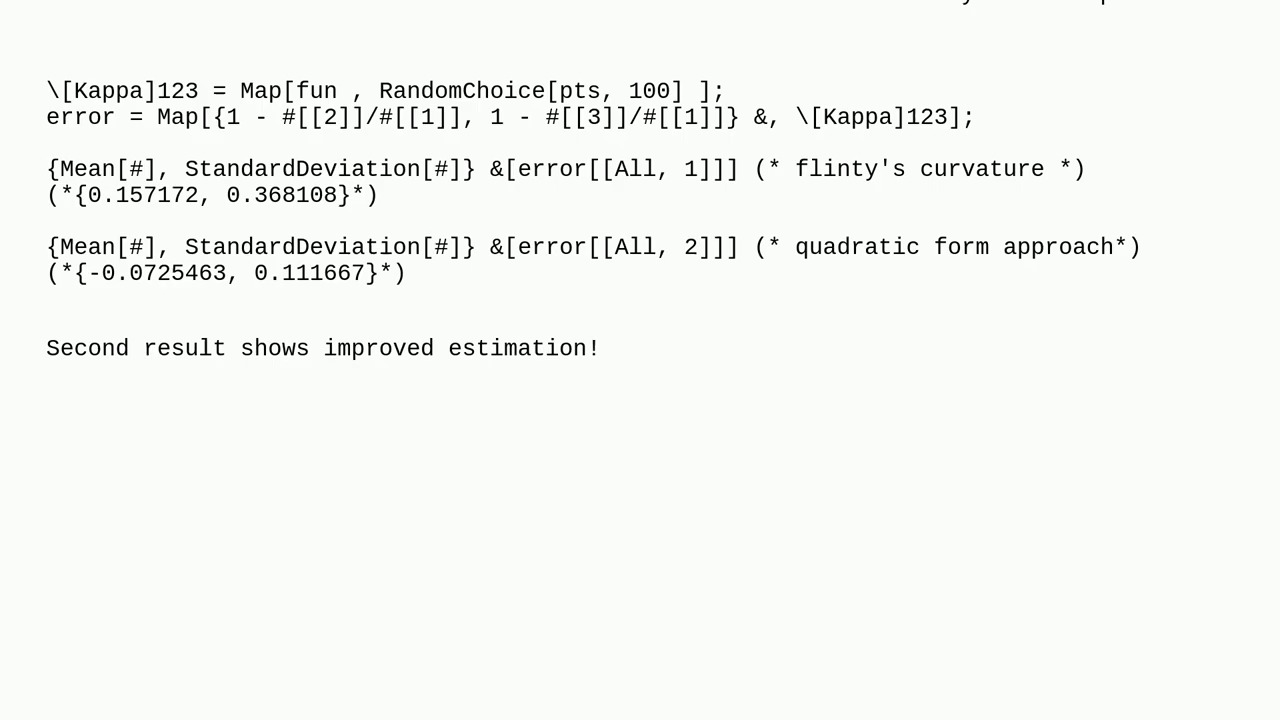 \[Kappa]123 = Map[fun , RandomChoice[pts, 100] ];
error = Map[{1 - #[[2]]/#[[1]], 1 - #[[3]]/#[[1]]} &, \[Kappa]123];
{Mean[#], StandardDeviation[#]} &[error[[All, 1]]] (* flinty's curvature *)
(*{0.157172, 0.368108}*)
{Mean[#], StandardDeviation[#]} &[error[[All, 2]]] (* quadratic form approach*)
(*{-0.0725463, 0.111667}*)
Second result shows improved estimation!